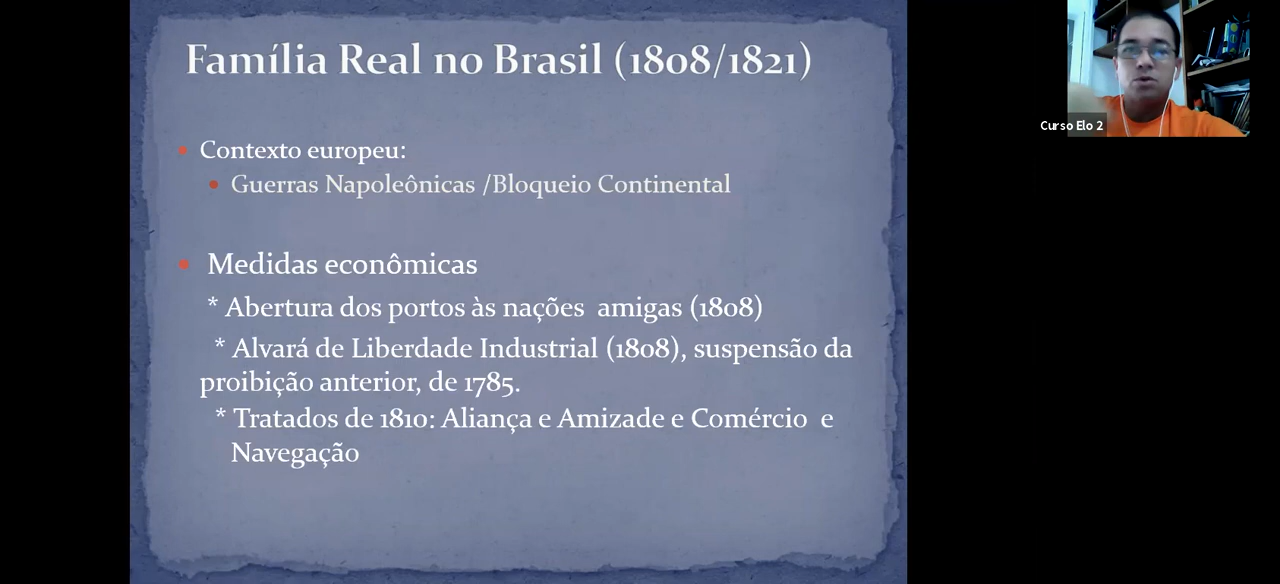 Família Real no Brasil (1808/1821)
• Contexto europeu:
• Guerras Napoleônicas /Bloqueio Continental
• Medidas econômicas
* Abertura dos portos às nações amigas (1808)
* Alvará de Liberdade Industrial (1808), suspensão da
proibição anterior, de 1785.
* Tratados de 1810: Aliança e Amizade e Comércio e
Navegação
Curso Elo 2